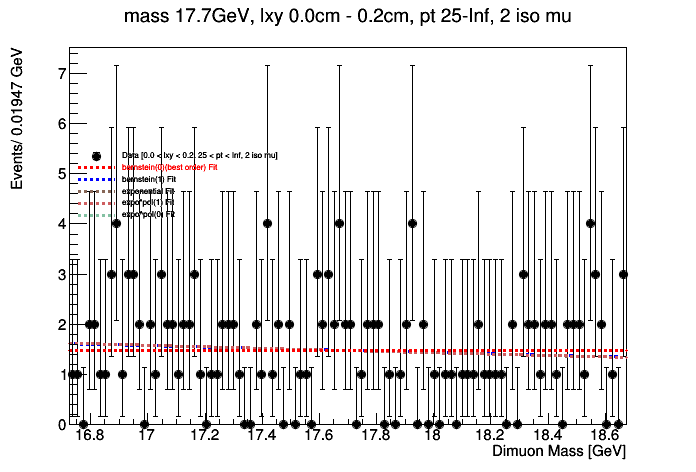 mass 17.7GeV, lxy 0.0cm - 0.2cm, pt 25-Inf, 2 iso mu
Events/ 0.01947 GeV
7
6
5
4
3
2
1
0
Data [0.0 < lxy < 0.2, 25 < pt < Inf, 2 iso mu]
bernstein(0)(best order) Fit
bernstein(1) Fit
exponential Fit
expo*pol(1) Fit
expo*pol(0) Fit
16.8 17 17.2 17.4 17.6 17.8 18 18.2 18.4 18.6
Dimuon Mass [GeV]